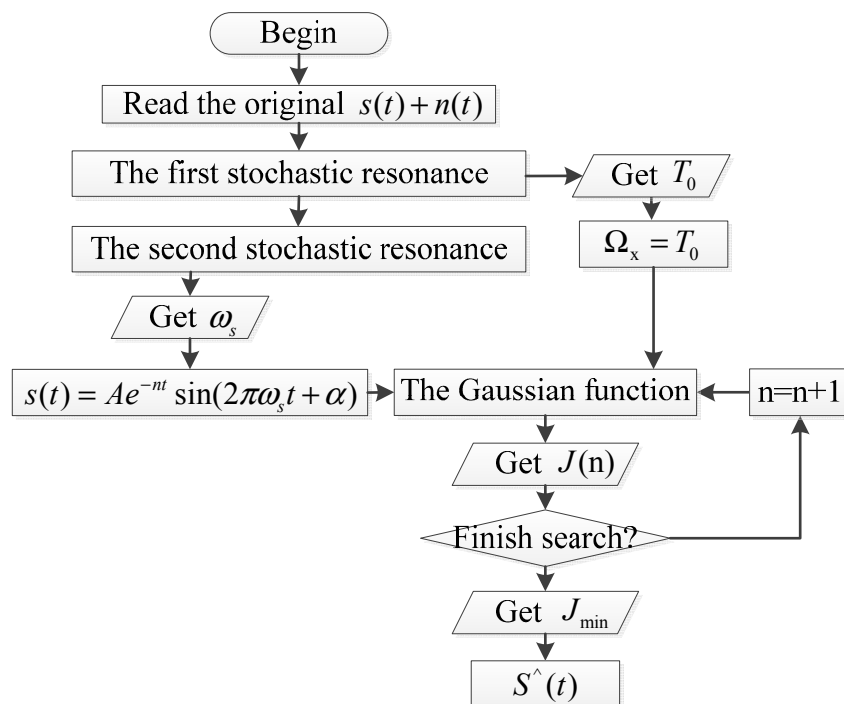 Begin
Read the original s(t) + n(t)
The first stochastic resonance
Get T₀
The second stochastic resonance
Ωₓ = T₀
Get ωₛ
s(t) = Ae⁻ⁿᵗ sin(2πωₛt + α)
The Gaussian function
n=n+1
Get J(n)
Finish search?
Get J_min
S^(t)